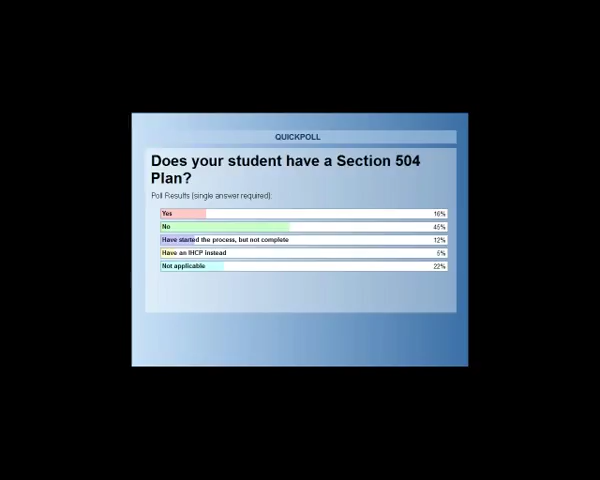 QUICKPOLL
Does your student have a Section 504
Plan?
Poll Results (single answer required):
Yes 16%
No 45%
Have started the process, but not complete 12%
Have an IHCP instead 5%
Not applicable 22%